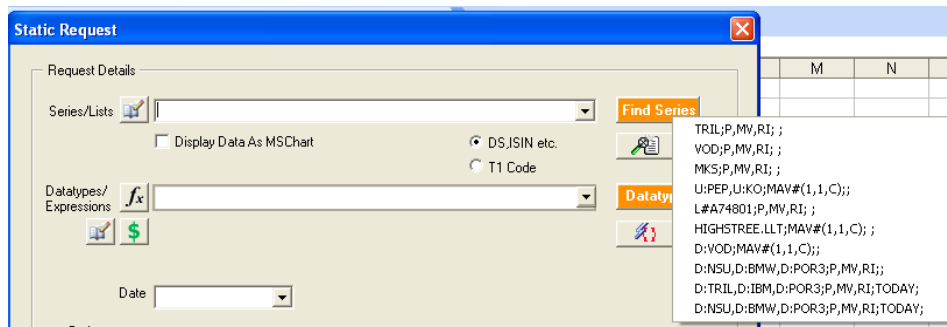 Static Request
M N
Request Details
Series/Lists
Find Series
Display Data As MSChart
DS,ISIN etc.
T1 Code
Datatypes/
Expressions
fx
$
TRIL;P,MV,RI; ;
VOD;P,MV,RI; ;
MKS;P,MV,RI; ;
U:PEP,U:KO;MAV#(1,1,C);;
L#A74801;P,MV,RI; ;
HIGHSTREE.LLT;MAV#(1,1,C); ;
D:VOD;MAV#(1,1,C);;
D:NSU,D:BMW,D:POR3;P,MV,RI;;
D:TRIL,D:IBM,D:POR3;P,MV,RI;TODAY;
D:NSU,D:BMW,D:POR3;P,MV,RI;TODAY;
Date